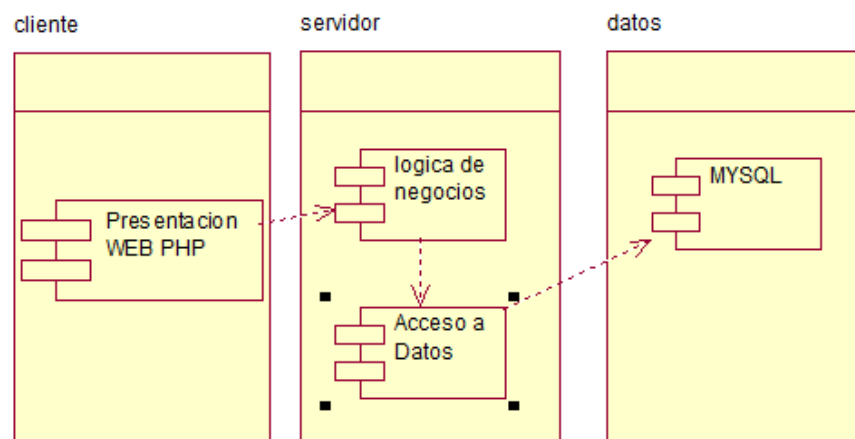 cliente
servidor
datos
Presentacion
WEB PHP
logica de
negocios
Acceso a
Datos
MYSQL